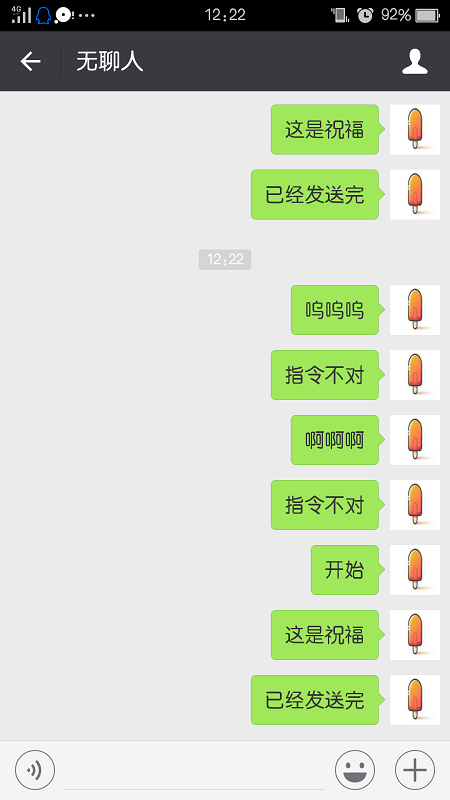 4G 12:22 92%
无聊人
这是祝福
已经发送完
12:22
呜呜呜
指令不对
啊啊啊
指令不对
开始
这是祝福
已经发送完